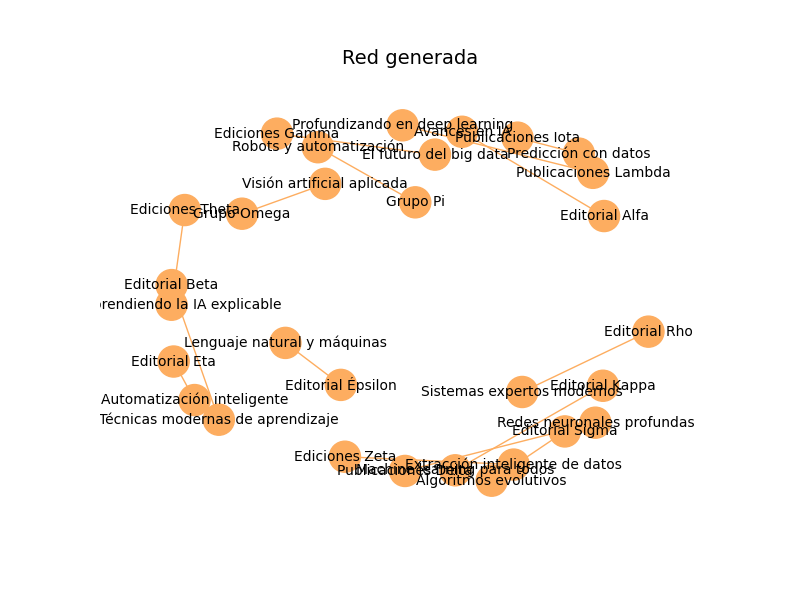 Red generada
Profundizando en deep learning
Avances en IA
Ediciones Gamma
Publicaciones Iota
Robots y automatización
El futuro del big data
Predicción con datos
Publicaciones Lambda
Visión artificial aplicada
Grupo Pi
Ediciones Theta
Grupo Omega
Editorial Alfa
Editorial Beta
rendiendo la IA explicable
Editorial Rho
Lenguaje natural y máquinas
Editorial Eta
Editorial Épsilon
Editorial Kappa
Sistemas expertos modernos
Automatización inteligente
Técnicas modernas de aprendizaje
Redes neuronales profundas
Editorial Sigma
Ediciones Zeta
Extracción inteligente de datos
Publicaciones Delta
Machine learning para todos
Algoritmos evolutivos